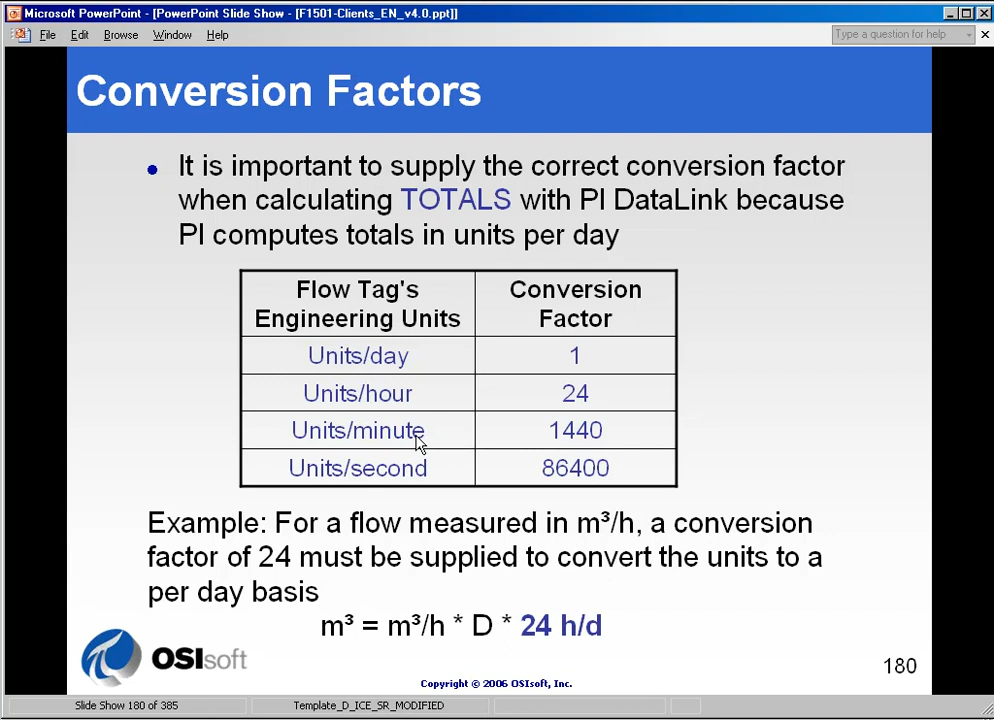 Microsoft PowerPoint - [PowerPoint Slide Show - [F1501-Clients_EN_v4.0.ppt]]
File Edit Browse Window Help
Type a question for help
Conversion Factors
It is important to supply the correct conversion factor
when calculating TOTALS with PI DataLink because
PI computes totals in units per day
Flow Tag's
Engineering Units
Conversion
Factor
Units/day 1
Units/hour 24
Units/minute 1440
Units/second 86400
Example: For a flow measured in m³/h, a conversion
factor of 24 must be supplied to convert the units to a
per day basis
m³ = m³/h * D * 24 h/d
OSIsoft
180
Copyright © 2006 OSIsoft, Inc.
Slide Show 180 of 385 Template_D_ICE_SR_MODIFIED